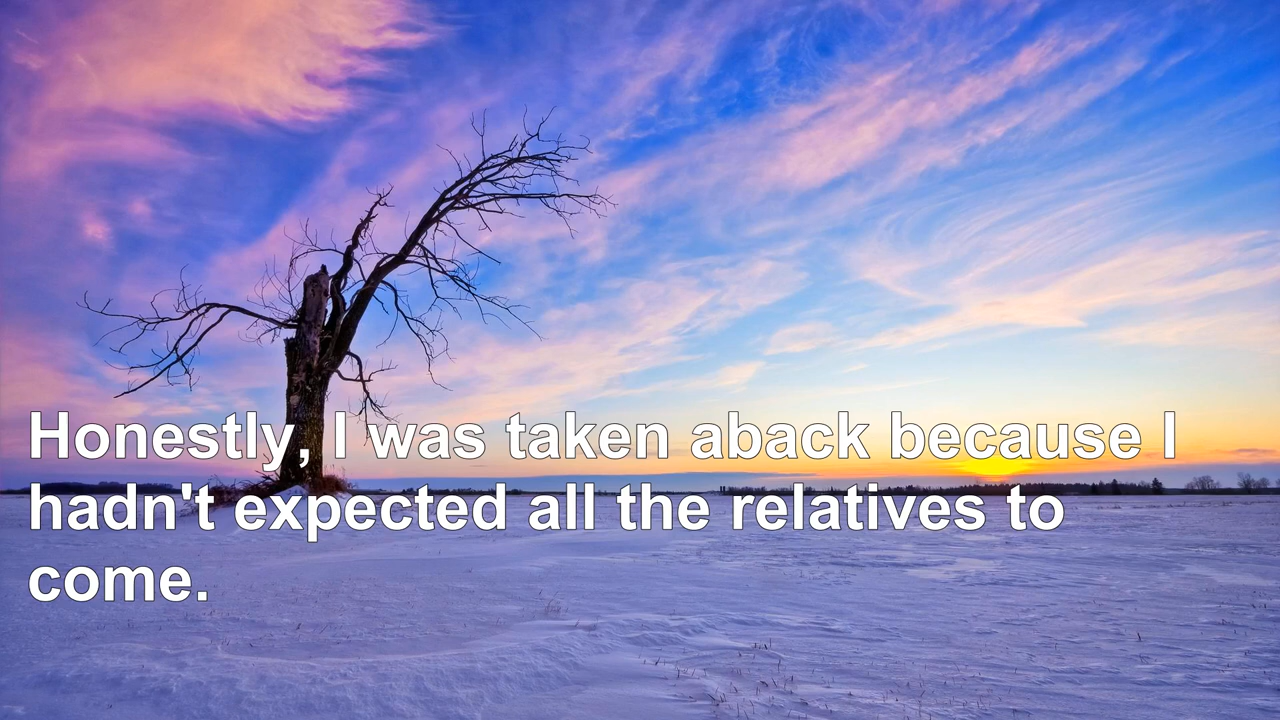 Honestly, I was taken aback because I
hadn't expected all the relatives to
come.